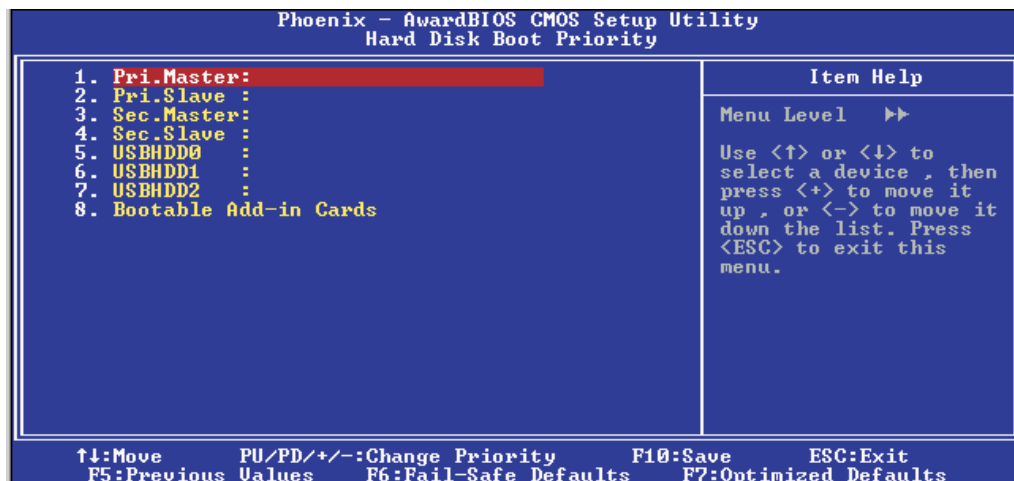 Phoenix - AwardBIOS CMOS Setup Utility
Hard Disk Boot Priority
1. Pri.Master:
2. Pri.Slave :
3. Sec.Master:
4. Sec.Slave :
5. USBHDD0 :
6. USBHDD1 :
7. USBHDD2 :
8. Bootable Add-in Cards
Item Help
Menu Level ▸▸
Use <↑> or <↓> to
select a device , then
press <+> to move it
up , or <-> to move it
down the list. Press
<ESC> to exit this
menu.
↑↓:Move PU/PD/+/-:Change Priority F10:Save ESC:Exit
F5:Previous Values F6:Fail-Safe Defaults F7:Optimized Defaults